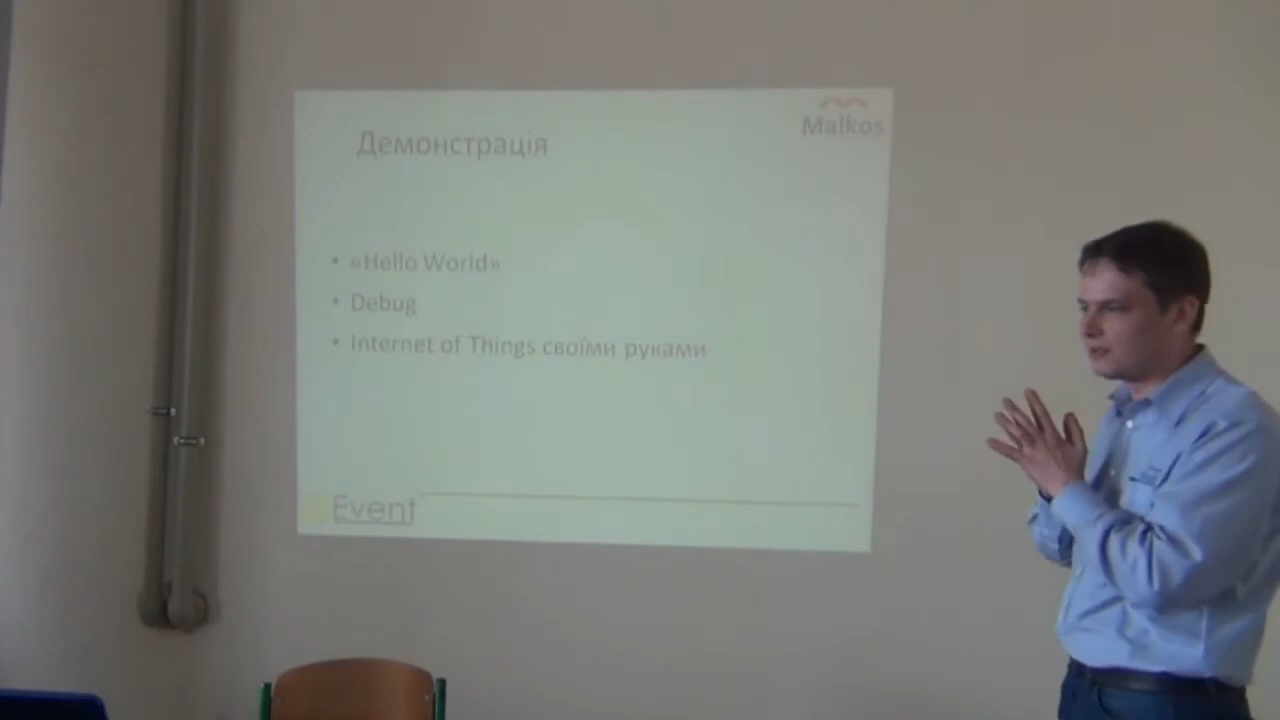 Malkos
Демонстрація
• «Hello World»
• Debug
• Internet of Things своїми руками
Event